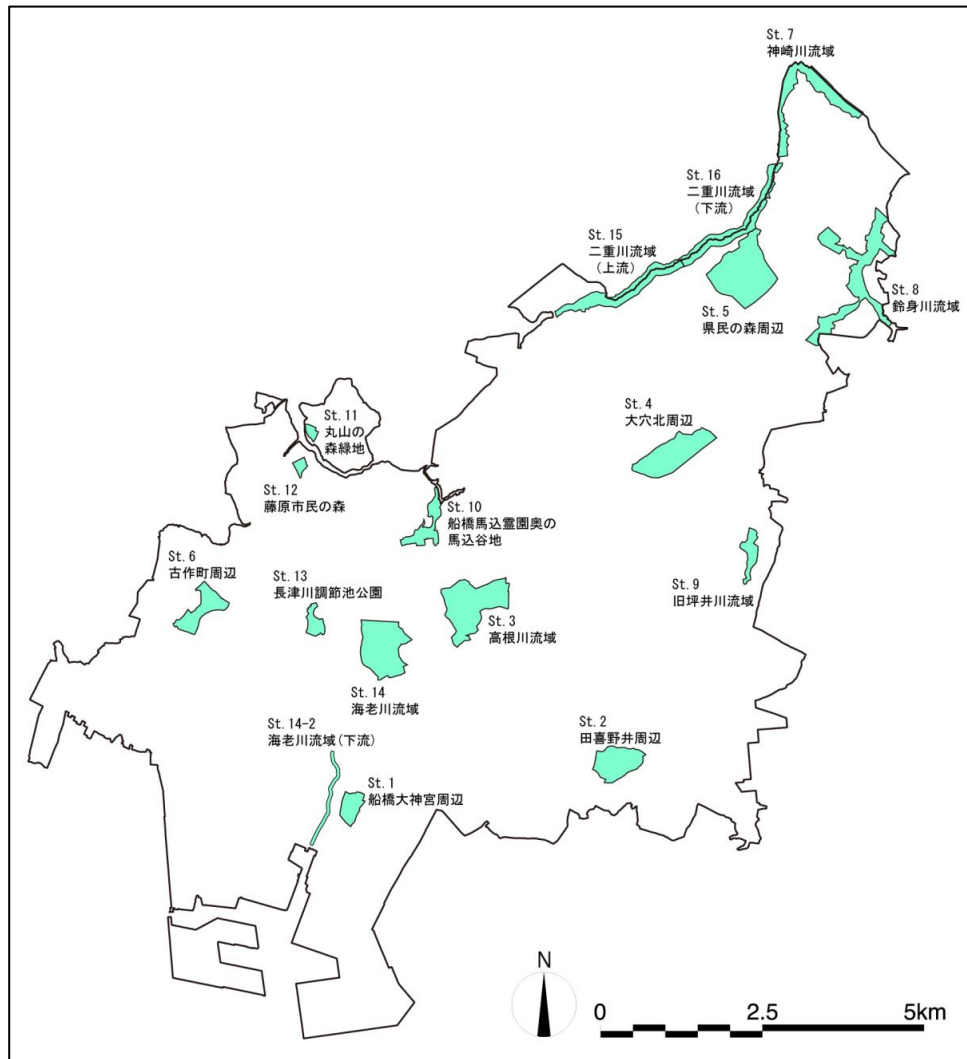 St. 7
神崎川流域
St. 16
二重川流域
(下流)
St. 15
二重川流域
(上流)
St. 5
県民の森周辺
St. 8
鈴身川流域
St. 4
大穴北周辺
St. 11
丸山の
森緑地
St. 12
藤原市民の森
St. 10
船橋馬込霊園奥の
馬込谷地
St. 6
古作町周辺
St. 13
長津川調節池公園
St. 3
高根川流域
St. 9
旧坪井川流域
St. 14
海老川流域
St. 14-2
海老川流域(下流)
St. 2
田喜野井周辺
St. 1
船橋大神宮周辺
N
0 2.5 5km